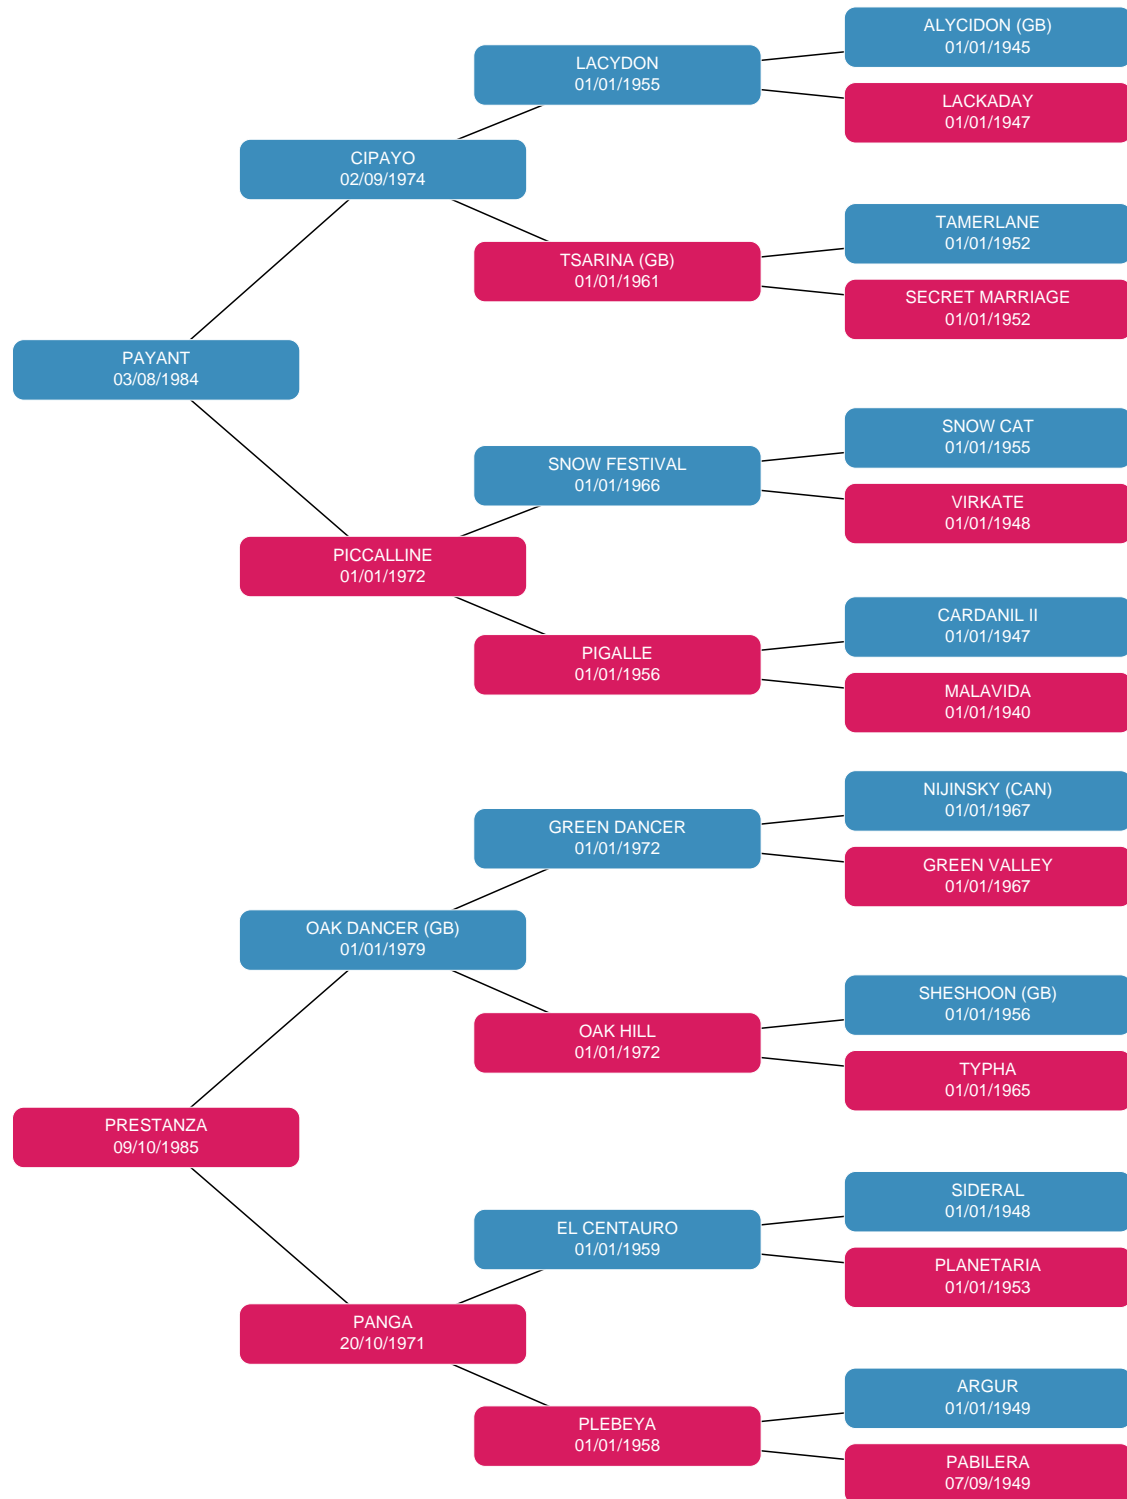 ALYCIDON (GB)
01/01/1945
LACYDON
01/01/1955
LACKADAY
01/01/1947
CIPAYO
02/09/1974
TAMERLANE
01/01/1952
TSARINA (GB)
01/01/1961
SECRET MARRIAGE
01/01/1952
PAYANT
03/08/1984
SNOW CAT
01/01/1955
SNOW FESTIVAL
01/01/1966
VIRKATE
01/01/1948
PICCALLINE
01/01/1972
CARDANIL II
01/01/1947
PIGALLE
01/01/1956
MALAVIDA
01/01/1940
NIJINSKY (CAN)
01/01/1967
GREEN DANCER
01/01/1972
GREEN VALLEY
01/01/1967
OAK DANCER (GB)
01/01/1979
SHESHOON (GB)
01/01/1956
OAK HILL
01/01/1972
TYPHA
01/01/1965
PRESTANZA
09/10/1985
SIDERAL
01/01/1948
EL CENTAURO
01/01/1959
PLANETARIA
01/01/1953
PANGA
20/10/1971
ARGUR
01/01/1949
PLEBEYA
01/01/1958
PABILERA
07/09/1949